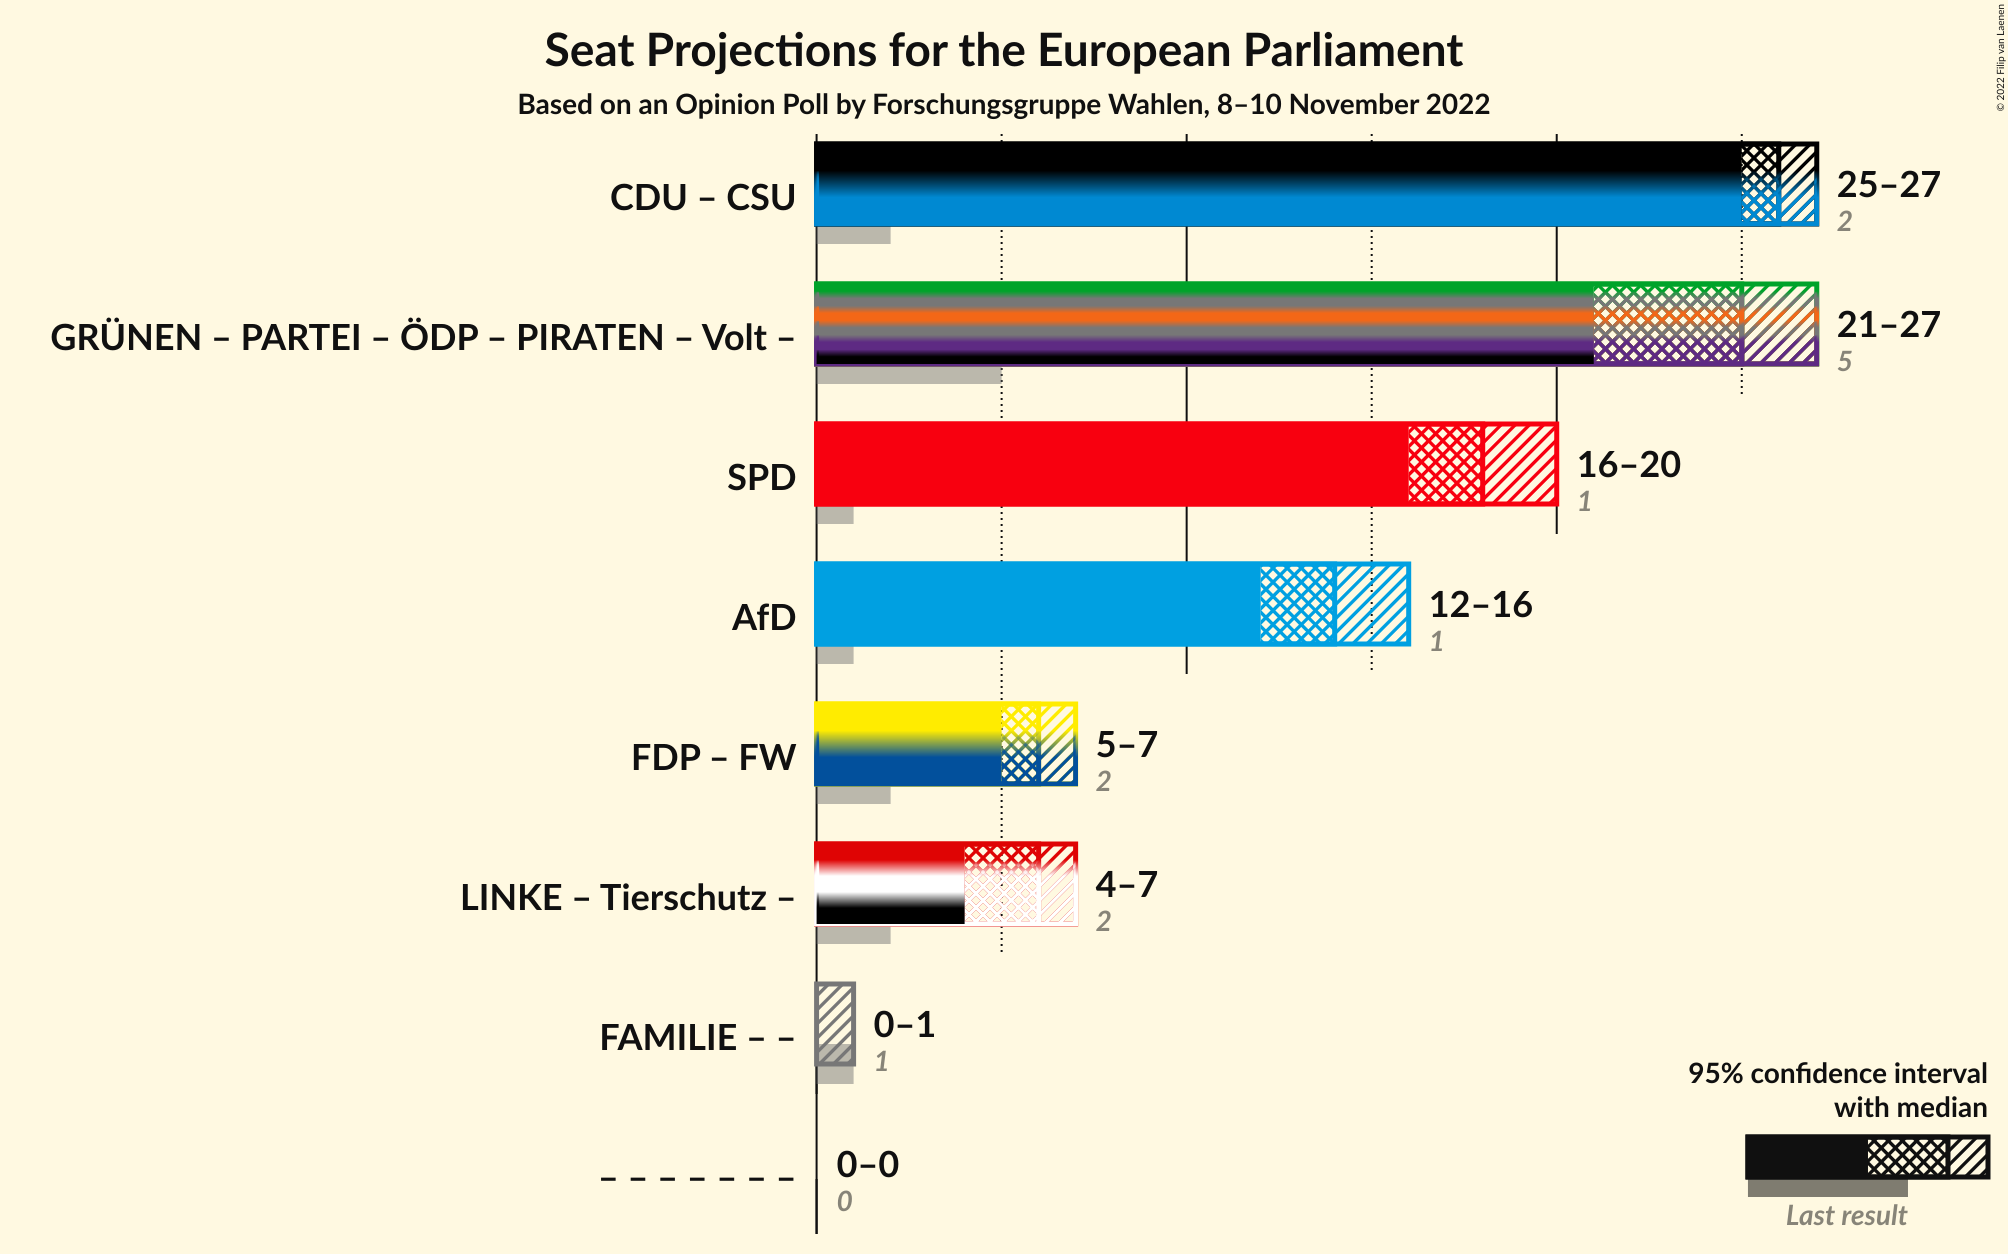 Seat Projections for the European Parliament
Based on an Opinion Poll by Forschungsgruppe Wahlen, 8–10 November 2022
© 2022 Filip van Laenen
CDU – CSU
25–27
2
GRÜNEN – PARTEI – ÖDP – PIRATEN – Volt –
21–27
5
SPD
16–20
1
AfD
12–16
1
FDP – FW
5–7
2
LINKE – Tierschutz –
4–7
2
FAMILIE – –
0–1
1
– – – – – – –
0–0
0
95% confidence interval
with median
Last result